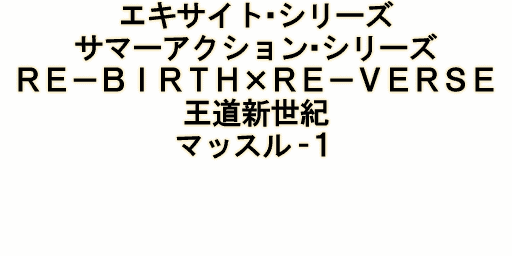 エキサイト・シリーズ
サマーアクション・シリーズ
ＲＥ－ＢＩＲＴＨ×ＲＥ－ＶＥＲＳＥ
王道新世紀
マッスル-１